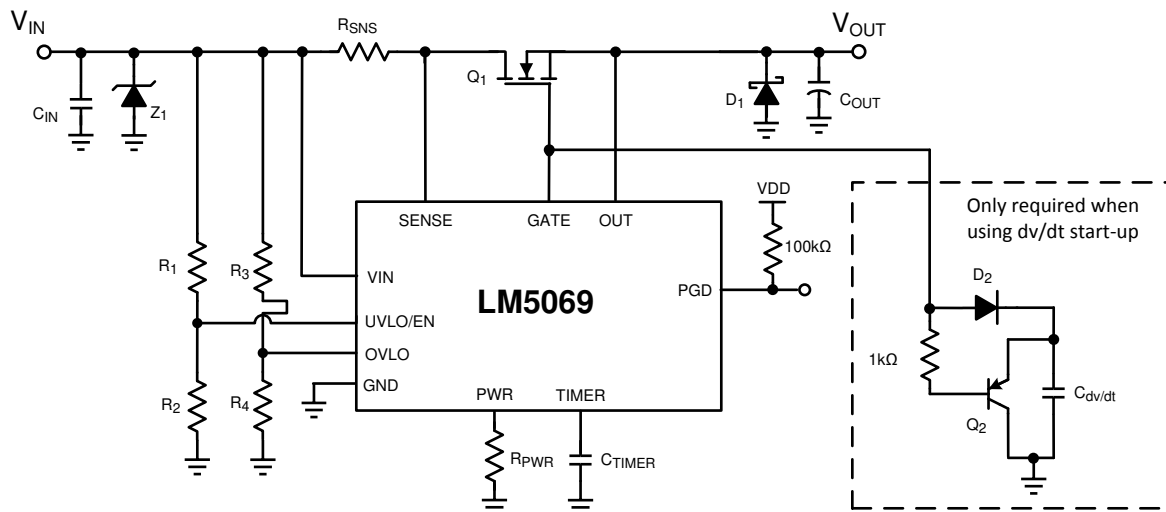 VIN
RSNS
VOUT
Q1
CIN
Z1
D1
COUT
SENSE
GATE
OUT
VDD
100kΩ
Only required when
using dv/dt start-up
R1
R3
VIN
LM5069
PGD
D2
UVLO/EN
1kΩ
OVLO
GND
R2
R4
PWR
TIMER
Q2
Cdv/dt
RPWR
CTIMER